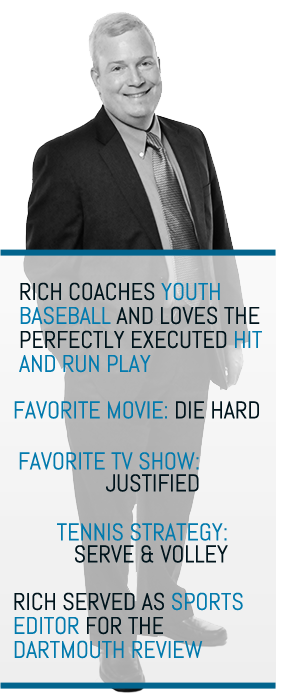 RICH COACHES YOUTH
BASEBALL AND LOVES THE
PERFECTLY EXECUTED HIT
AND RUN PLAY
FAVORITE MOVIE: DIE HARD
FAVORITE TV SHOW:
JUSTIFIED
TENNIS STRATEGY:
SERVE & VOLLEY
RICH SERVED AS SPORTS
EDITOR FOR THE
DARTMOUTH REVIEW